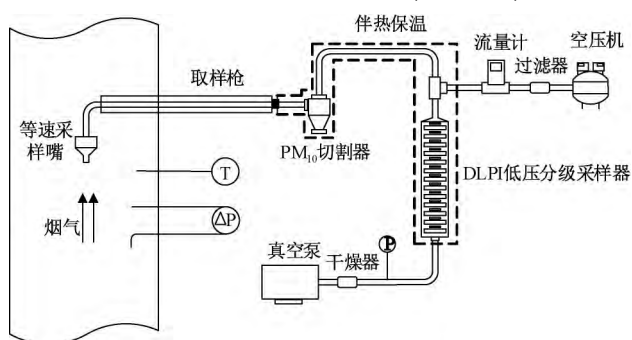 伴热保温
流量计
空压机
过滤器
取样枪
等速采
样嘴
PM₁₀切割器
DLPI低压分级采样器
T
烟气
ΔP
真空泵
干燥器
P